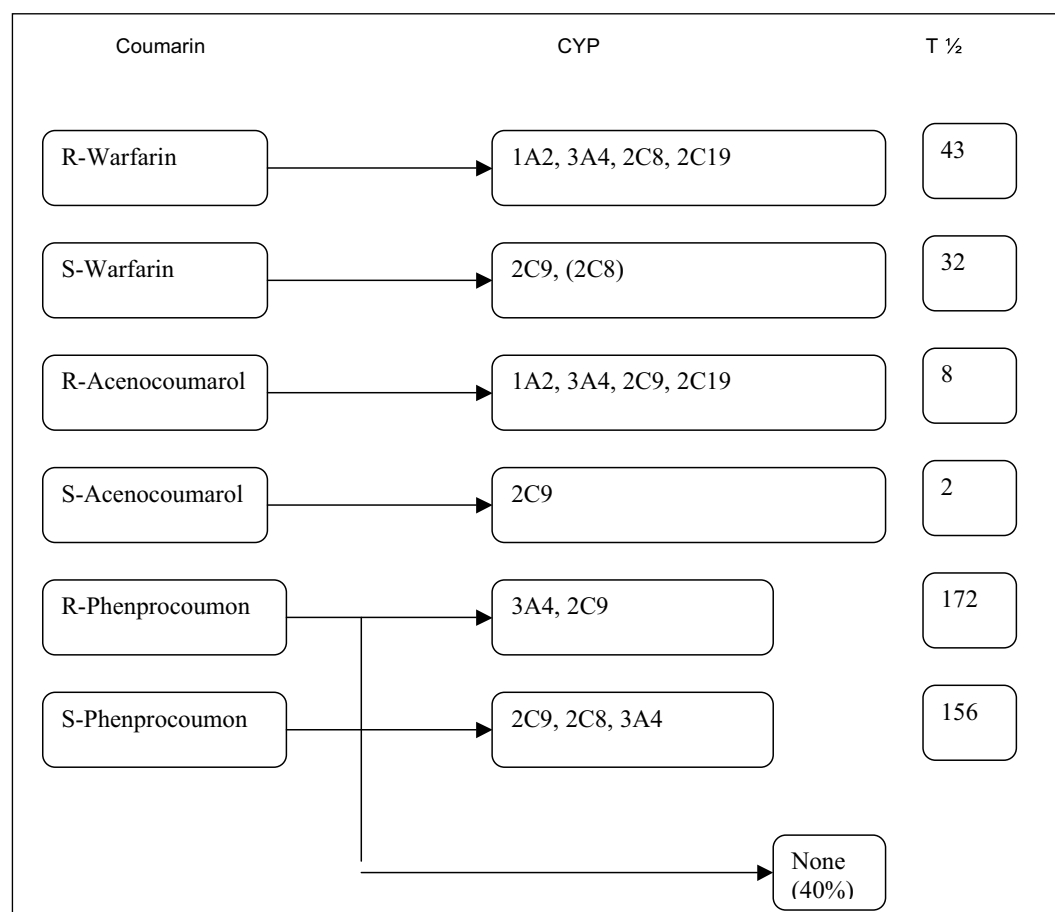 Coumarin CYP T ½
R-Warfarin 1A2, 3A4, 2C8, 2C19 43
S-Warfarin 2C9, (2C8) 32
R-Acenocoumarol 1A2, 3A4, 2C9, 2C19 8
S-Acenocoumarol 2C9 2
R-Phenprocoumon 3A4, 2C9 172
S-Phenprocoumon 2C9, 2C8, 3A4 156
None
(40%)